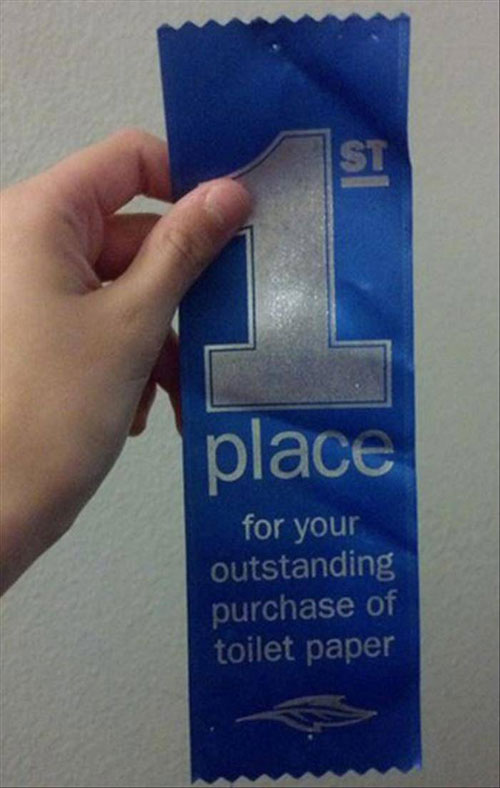 1ST
place
for your
outstanding
purchase of
toilet paper